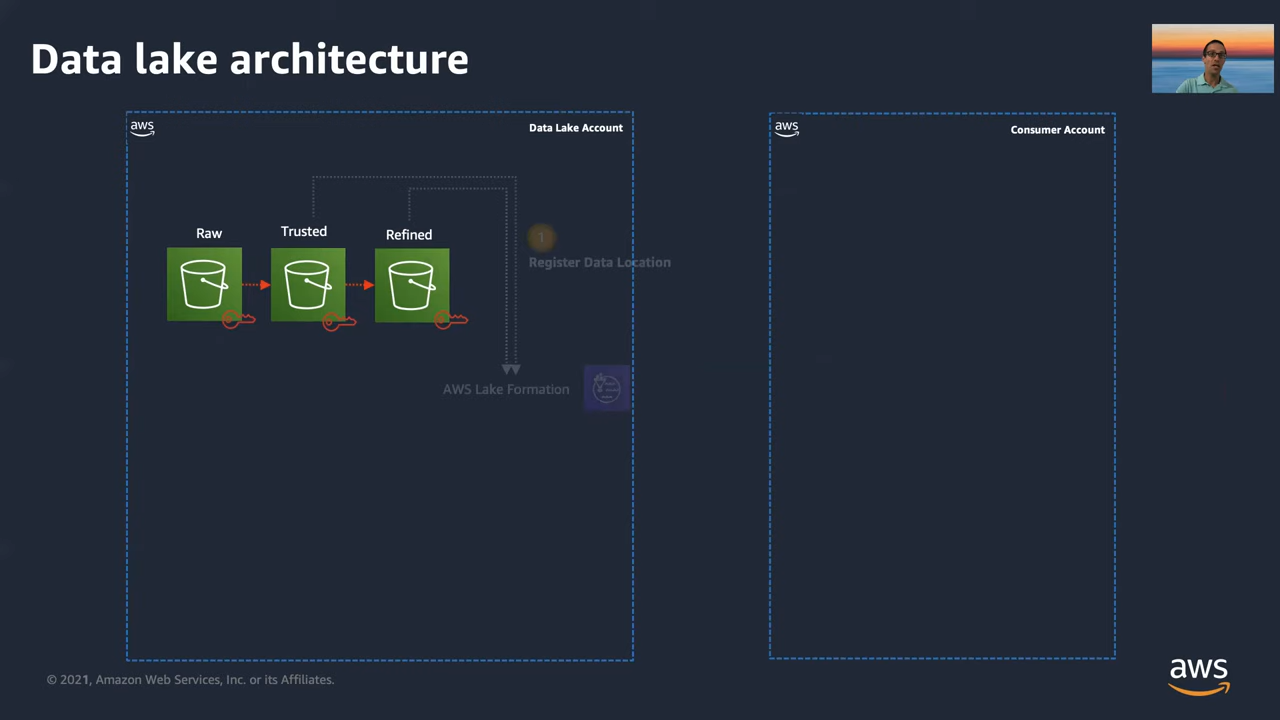 Data lake architecture
aws
Data Lake Account
aws
Consumer Account
Raw
Trusted
Refined
1
Register Data Location
AWS Lake Formation
© 2021, Amazon Web Services, Inc. or its Affiliates.
aws